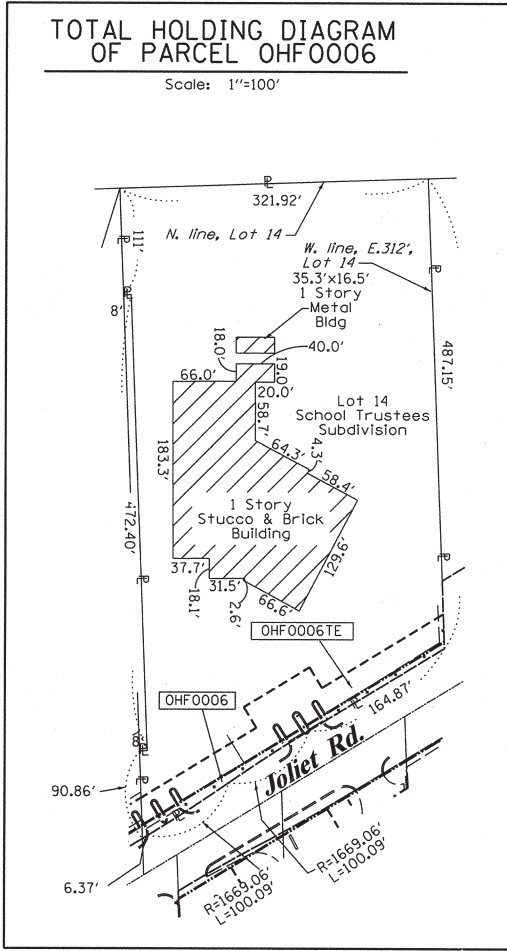 TOTAL HOLDING DIAGRAM
OF PARCEL OHF0006
Scale: 1''=100'
321.92'
N. line, Lot 14
W. line, E.312',
Lot 14
111'
8'
35.3'x16.5'
1 Story
Metal
Bldg
18.0'
40.0'
19.0'
66.0'
20.0'
58.7'
487.15'
Lot 14
School Trustees
Subdivision
64.3'
4.3'
58.4'
183.3'
472.40'
1 Story
Stucco & Brick
Building
129.6'
37.7'
18.1'
31.5'
2.6'
66.6'
OHF0006TE
OHF0006
164.87'
Joliet Rd.
8'
90.86'
6.37'
R=1669.06'
L=100.09'
R=1669.06'
L=100.09'